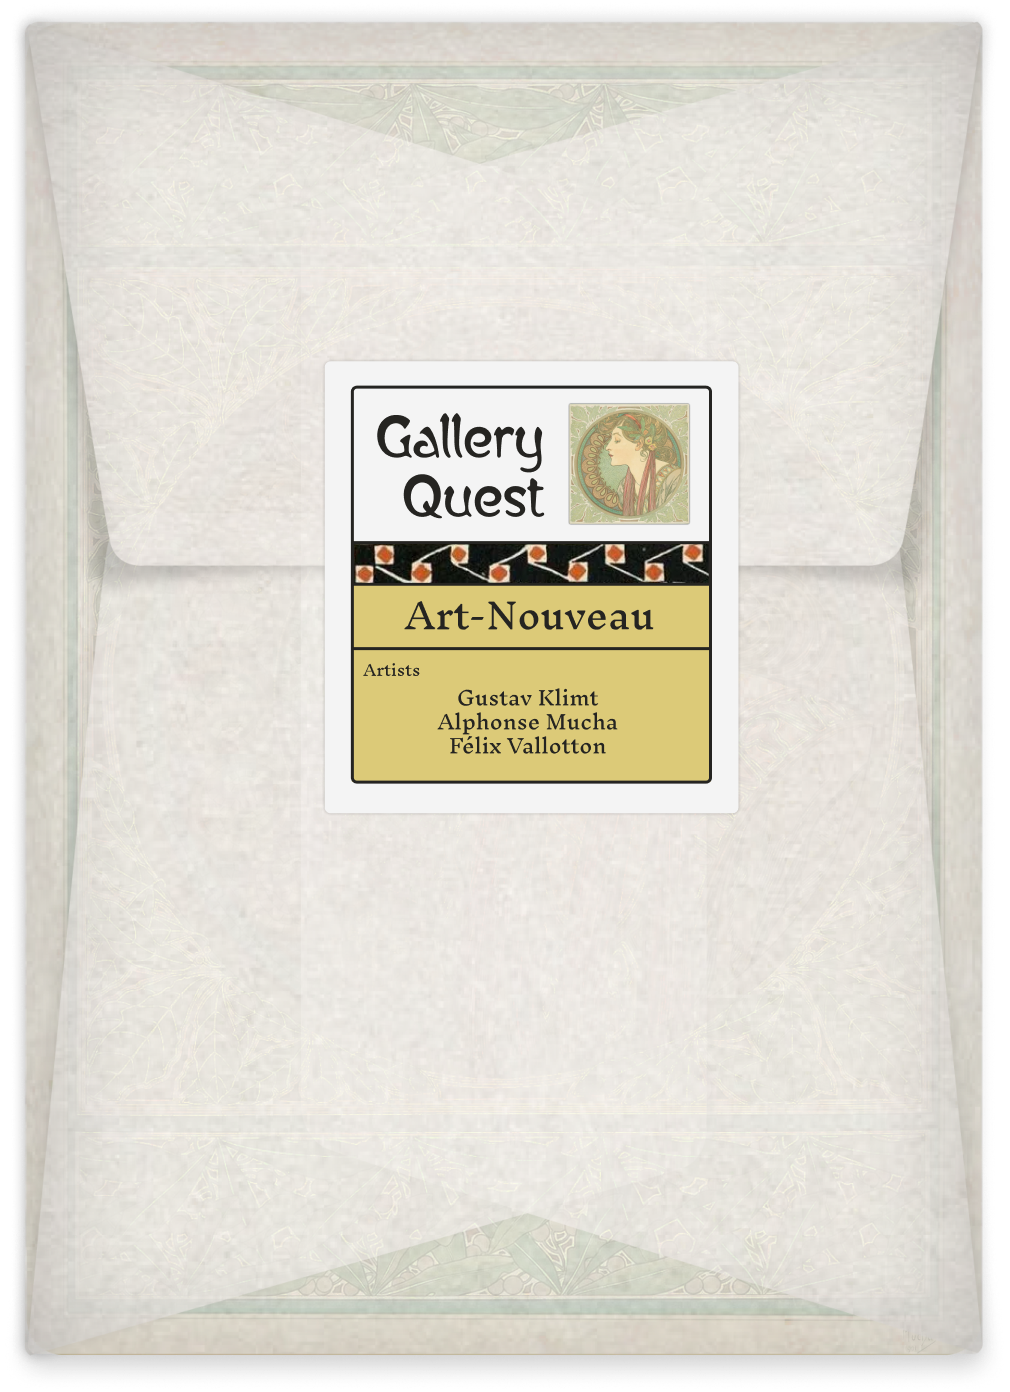 Gallery
Quest
Art-Nouveau
Artists
Gustav Klimt
Alphonse Mucha
Félix Vallotton